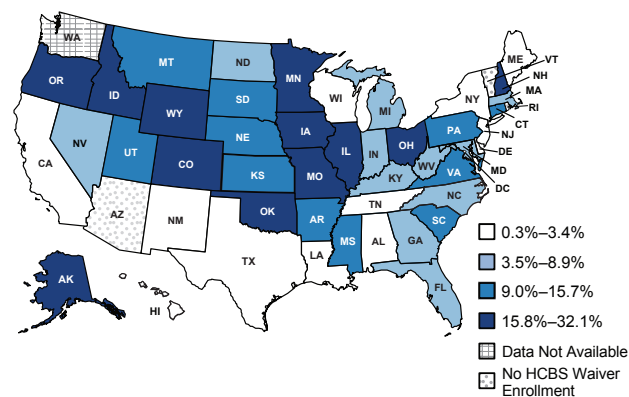 WA
OR
CA
NV
ID
MT
WY
UT
CO
AZ
NM
ND
SD
NE
KS
OK
TX
MN
IA
MO
AR
LA
WI
IL
MI
IN
OH
KY
TN
MS
AL
GA
FL
SC
NC
VA
WV
PA
NY
ME
VT
NH
MA
RI
CT
NJ
DE
MD
DC
AK
HI
0.3%–3.4%
3.5%–8.9%
9.0%–15.7%
15.8%–32.1%
Data Not Available
No HCBS Waiver
Enrollment